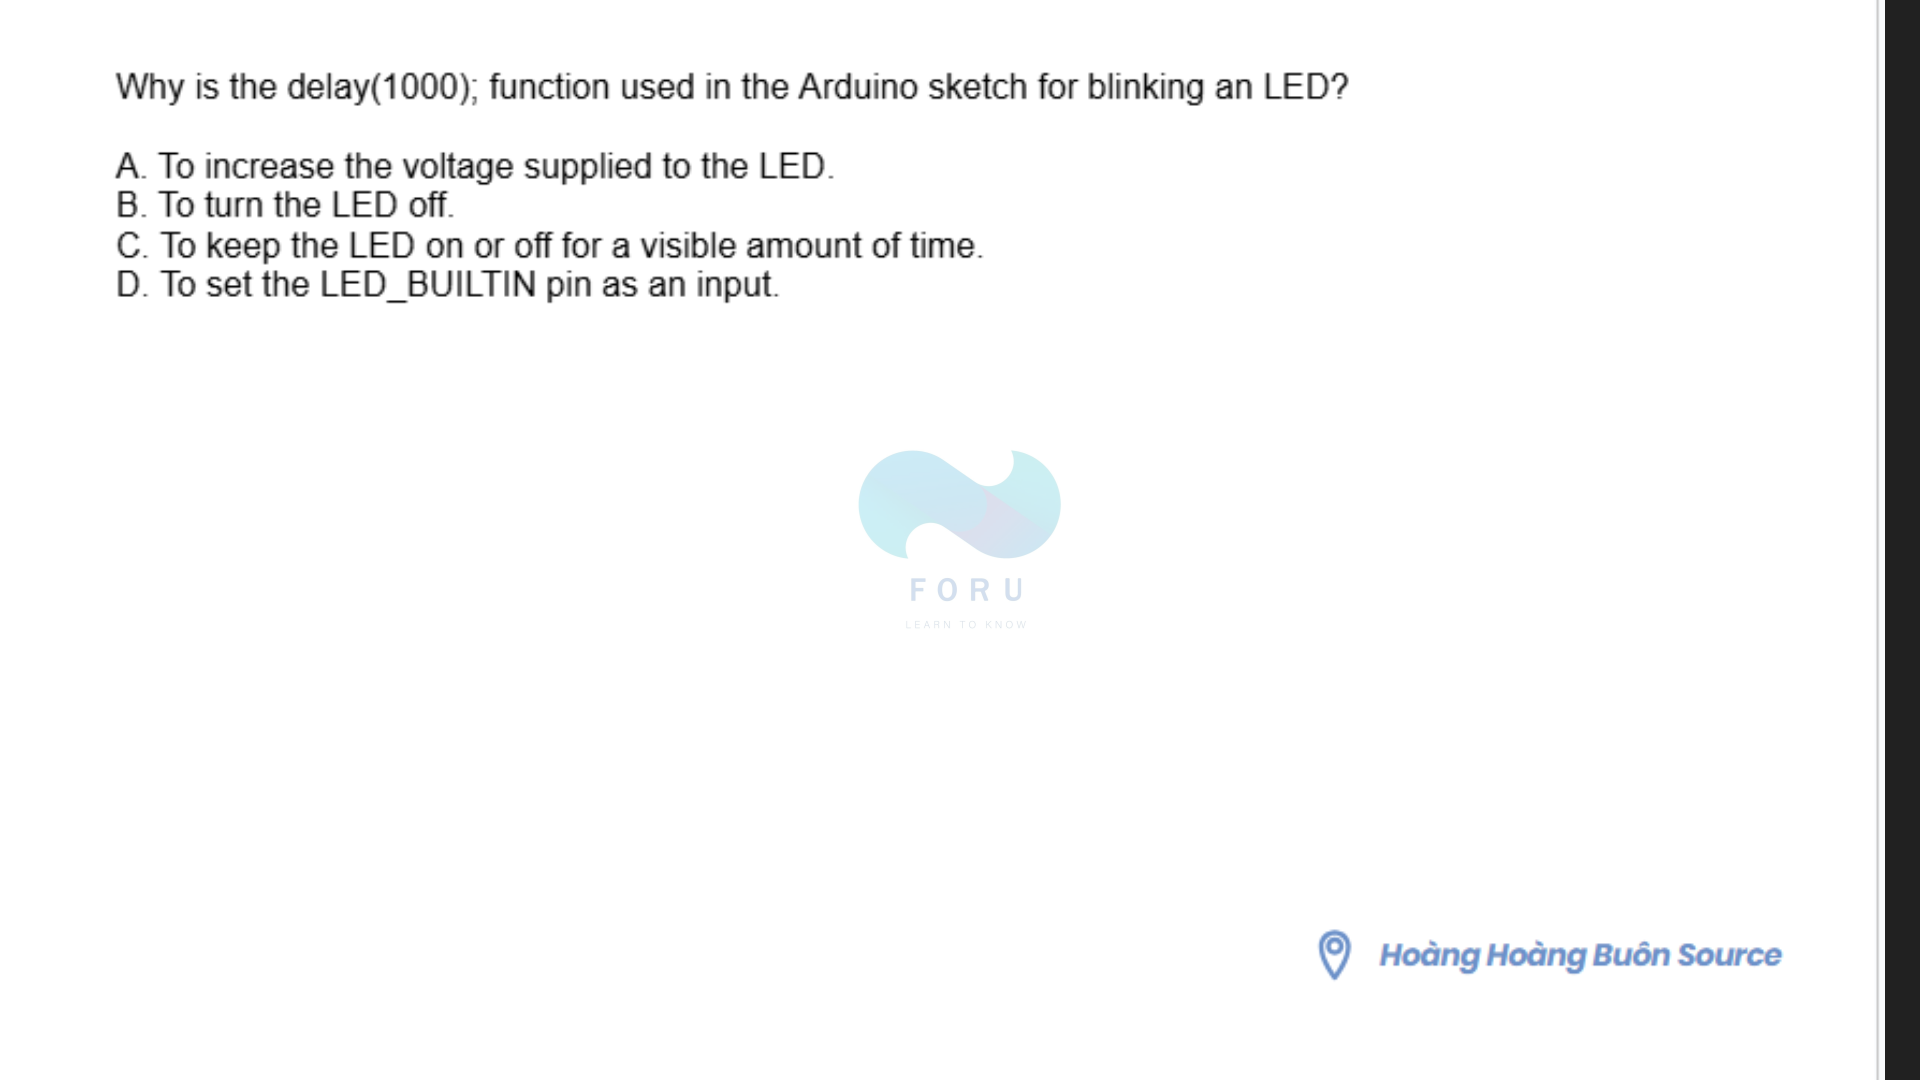 Why is the delay(1000); function used in the Arduino sketch for blinking an LED?
A. To increase the voltage supplied to the LED.
B. To turn the LED off.
C. To keep the LED on or off for a visible amount of time.
D. To set the LED_BUILTIN pin as an input.
FORU
LEARN TO KNOW
Hoàng Hoàng Buôn Source